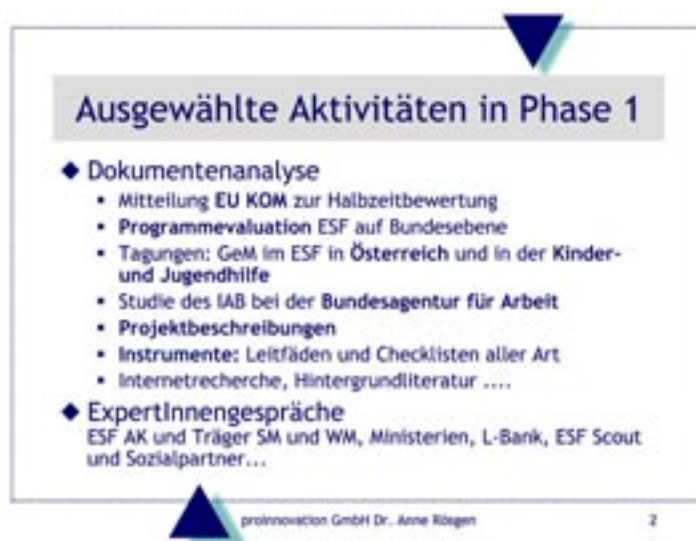 Ausgewählte Aktivitäten in Phase 1
Dokumentenanalyse
Mitteilung EU KOM zur Halbzeitbewertung
Programmevaluation ESF auf Bundesebene
Tagungen: GeM im ESF in Österreich und in der Kinder-
und Jugendhilfe
Studie des IAB bei der Bundesagentur für Arbeit
Projektbeschreibungen
Instrumente: Leitfäden und Checklisten aller Art
Internetrecherche, Hintergrundliteratur ....
ExpertInnengespräche
ESF AK und Träger SM und WM, Ministerien, L-Bank, ESF Scout
und Sozialpartner...
proinnovation GmbH Dr. Anne Rösgen
2